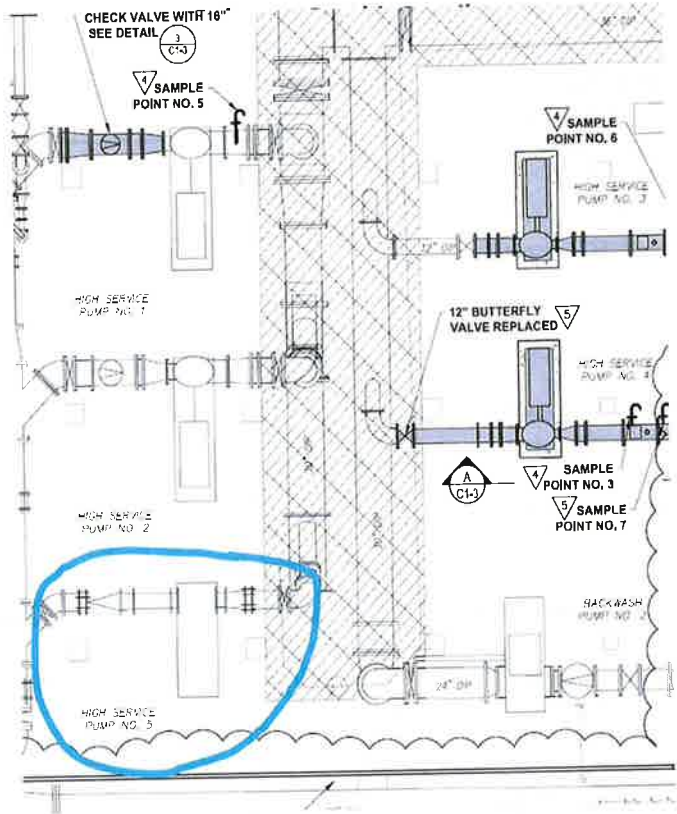 CHECK VALVE WITH 16"
SEE DETAIL
3
C1-3
4 SAMPLE
POINT NO. 5
4 SAMPLE
POINT NO. 6
HIGH SERVICE
PUMP NO. 3
HIGH SERVICE
PUMP NO. 1
12" BUTTERFLY
VALVE REPLACED 5
HIGH SERVICE
PUMP NO. 4
A
C1-3
4 SAMPLE
POINT NO. 3
5 SAMPLE
POINT NO. 7
HIGH SERVICE
PUMP NO. 2
BACKWASH
PUMP NO. 2
24" DIP
HIGH SERVICE
PUMP NO. 5